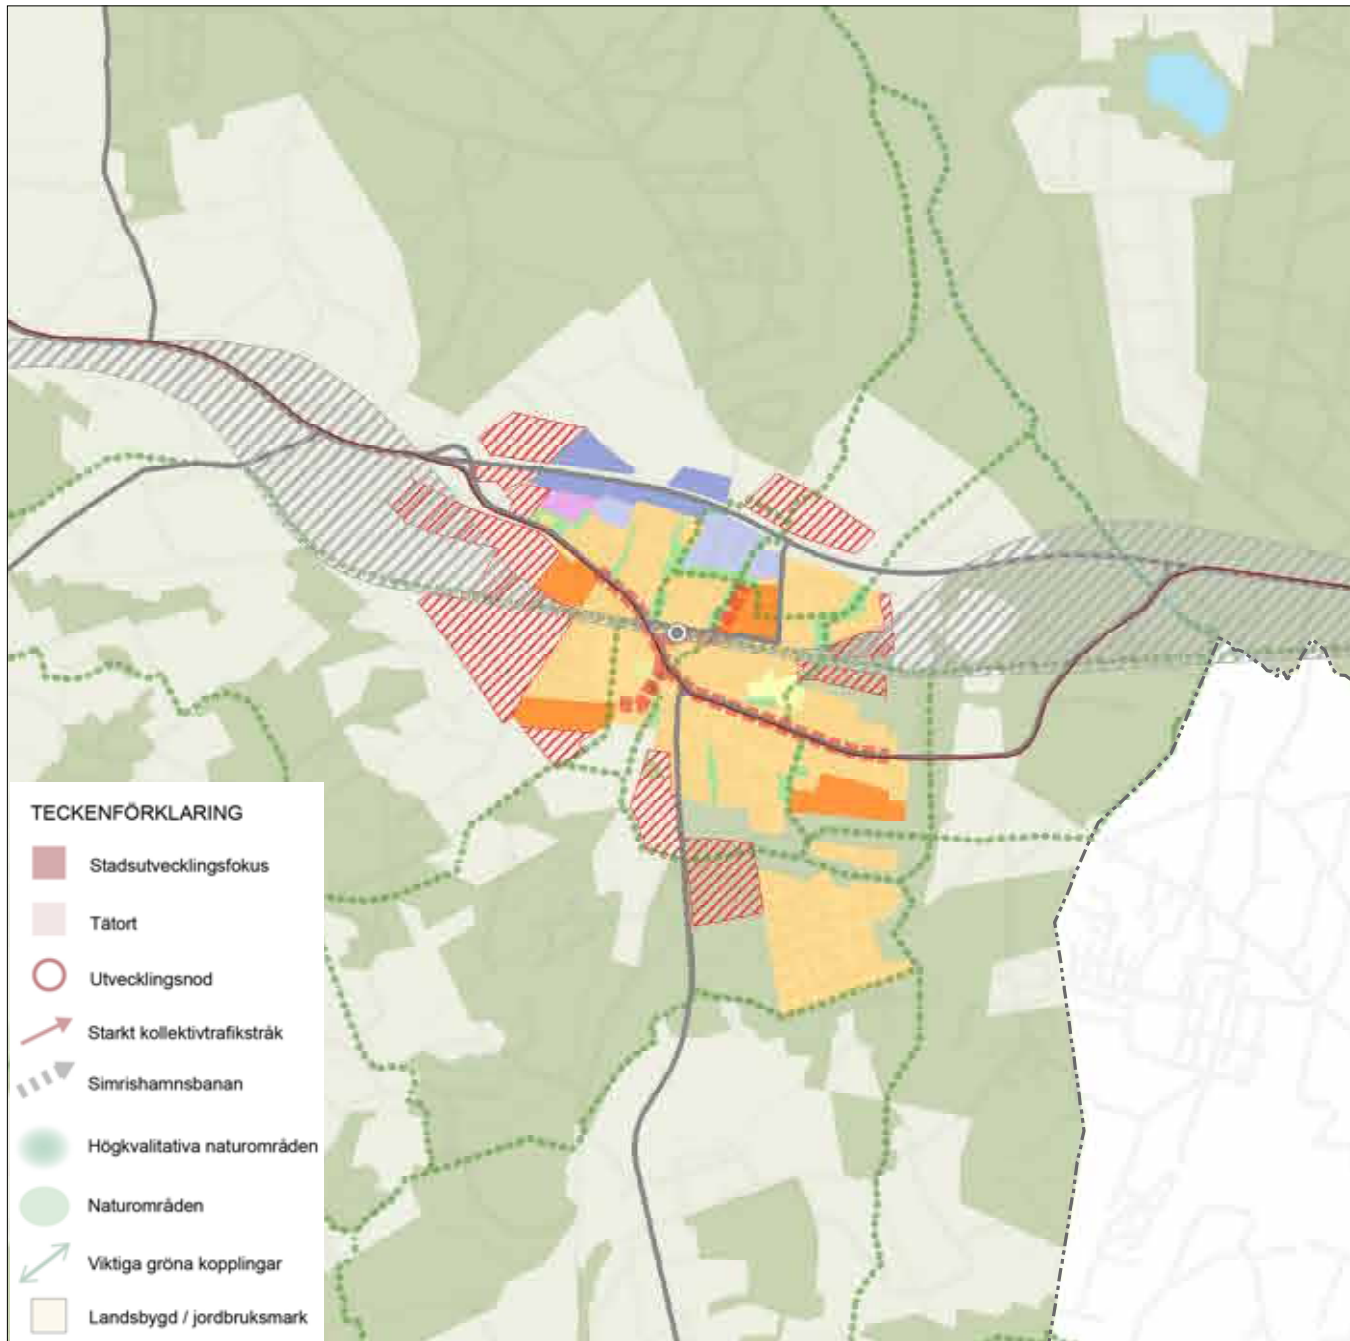 TECKENFÖRKLARING
Stadsutvecklingsfokus
Tätort
Utvecklingsnod
Starkt kollektivtrafikstråk
Simrishamnsbanan
Högkvalitativa naturområden
Naturområden
Viktiga gröna kopplingar
Landsbygd / jordbruksmark